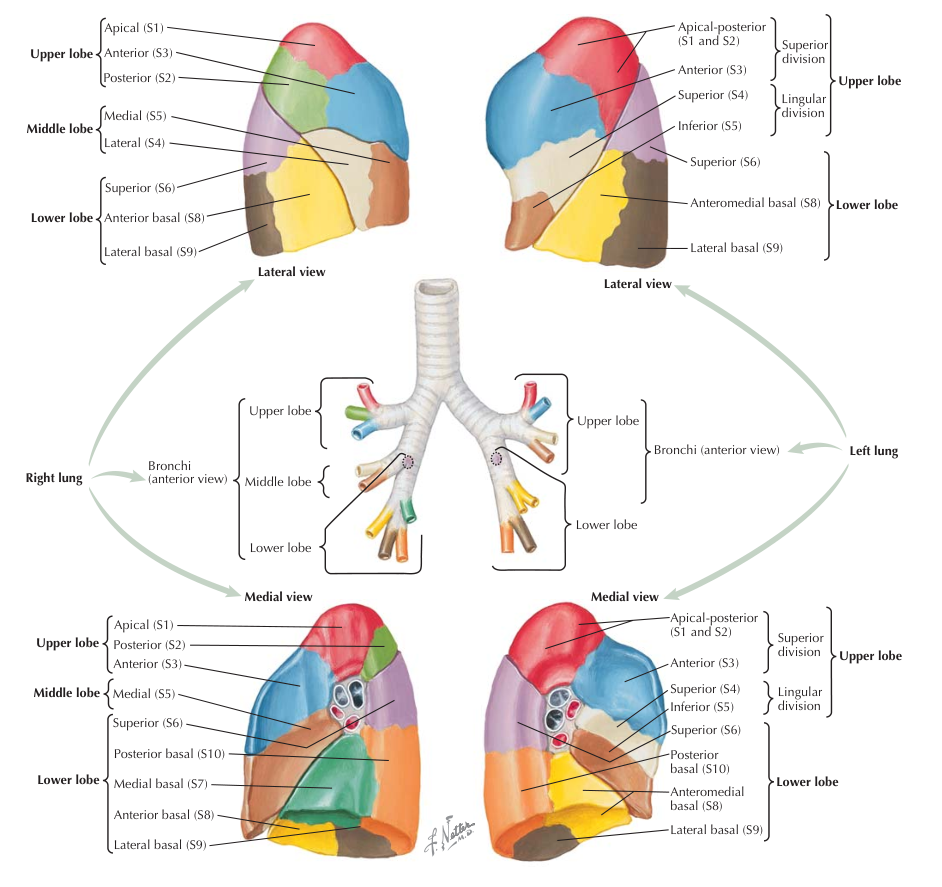 Upper lobe
Apical (S1)
Anterior (S3)
Posterior (S2)
Middle lobe
Medial (S5)
Lateral (S4)
Lower lobe
Superior (S6)
Anterior basal (S8)
Lateral basal (S9)
Lateral view
Apical-posterior
(S1 and S2)
Anterior (S3)
Superior
division
Superior (S4)
Inferior (S5)
Lingular
division
Upper lobe
Superior (S6)
Anteromedial basal (S8)
Lateral basal (S9)
Lower lobe
Lateral view
Right lung
Bronchi
(anterior view)
Upper lobe
Middle lobe
Lower lobe
Upper lobe
Lower lobe
Bronchi (anterior view)
Left lung
Medial view
Upper lobe
Apical (S1)
Posterior (S2)
Anterior (S3)
Middle lobe
Medial (S5)
Lower lobe
Superior (S6)
Posterior basal (S10)
Medial basal (S7)
Anterior basal (S8)
Lateral basal (S9)
Medial view
Apical-posterior
(S1 and S2)
Anterior (S3)
Superior
division
Superior (S4)
Inferior (S5)
Lingular
division
Upper lobe
Superior (S6)
Posterior
basal (S10)
Anteromedial
basal (S8)
Lateral basal (S9)
Lower lobe
F. Netter
M.D.